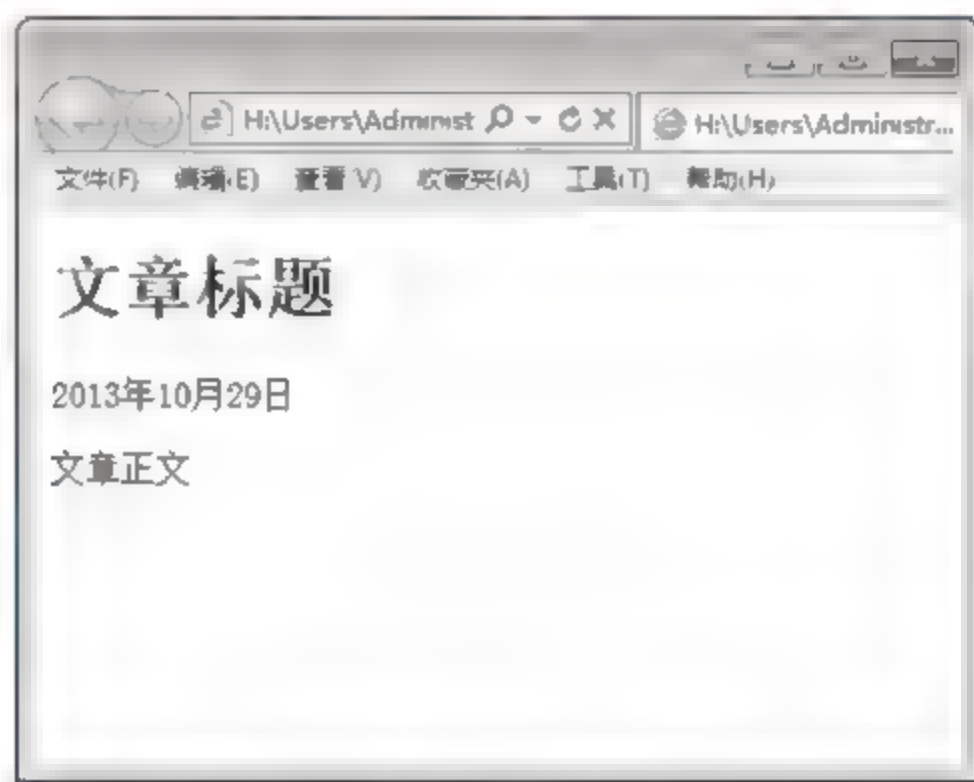 H:\Users\Administ
H:\Users\Administr...
文件(F) 编辑(E) 查看(V) 收藏夹(A) 工具(T) 帮助(H)
文章标题
2013年10月29日
文章正文